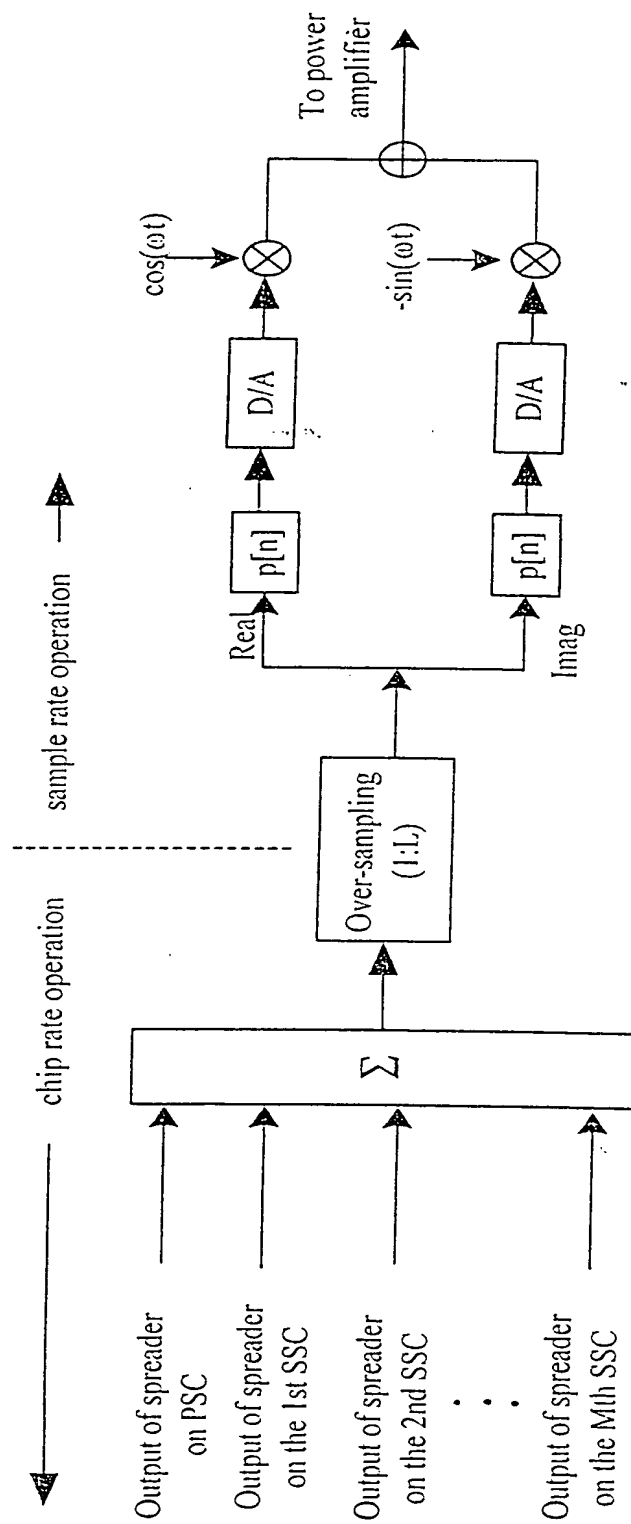 chip rate operation
sample rate operation
Output of spreader
on PSC
Output of spreader
on the 1st SSC
Output of spreader
on the 2nd SSC
Output of spreader
on the Mth SSC
Σ
Over-sampling
(1:L)
Real
Imag
p[n]
D/A
cos(ωt)
p[n]
D/A
-sin(ωt)
To power
amplifier